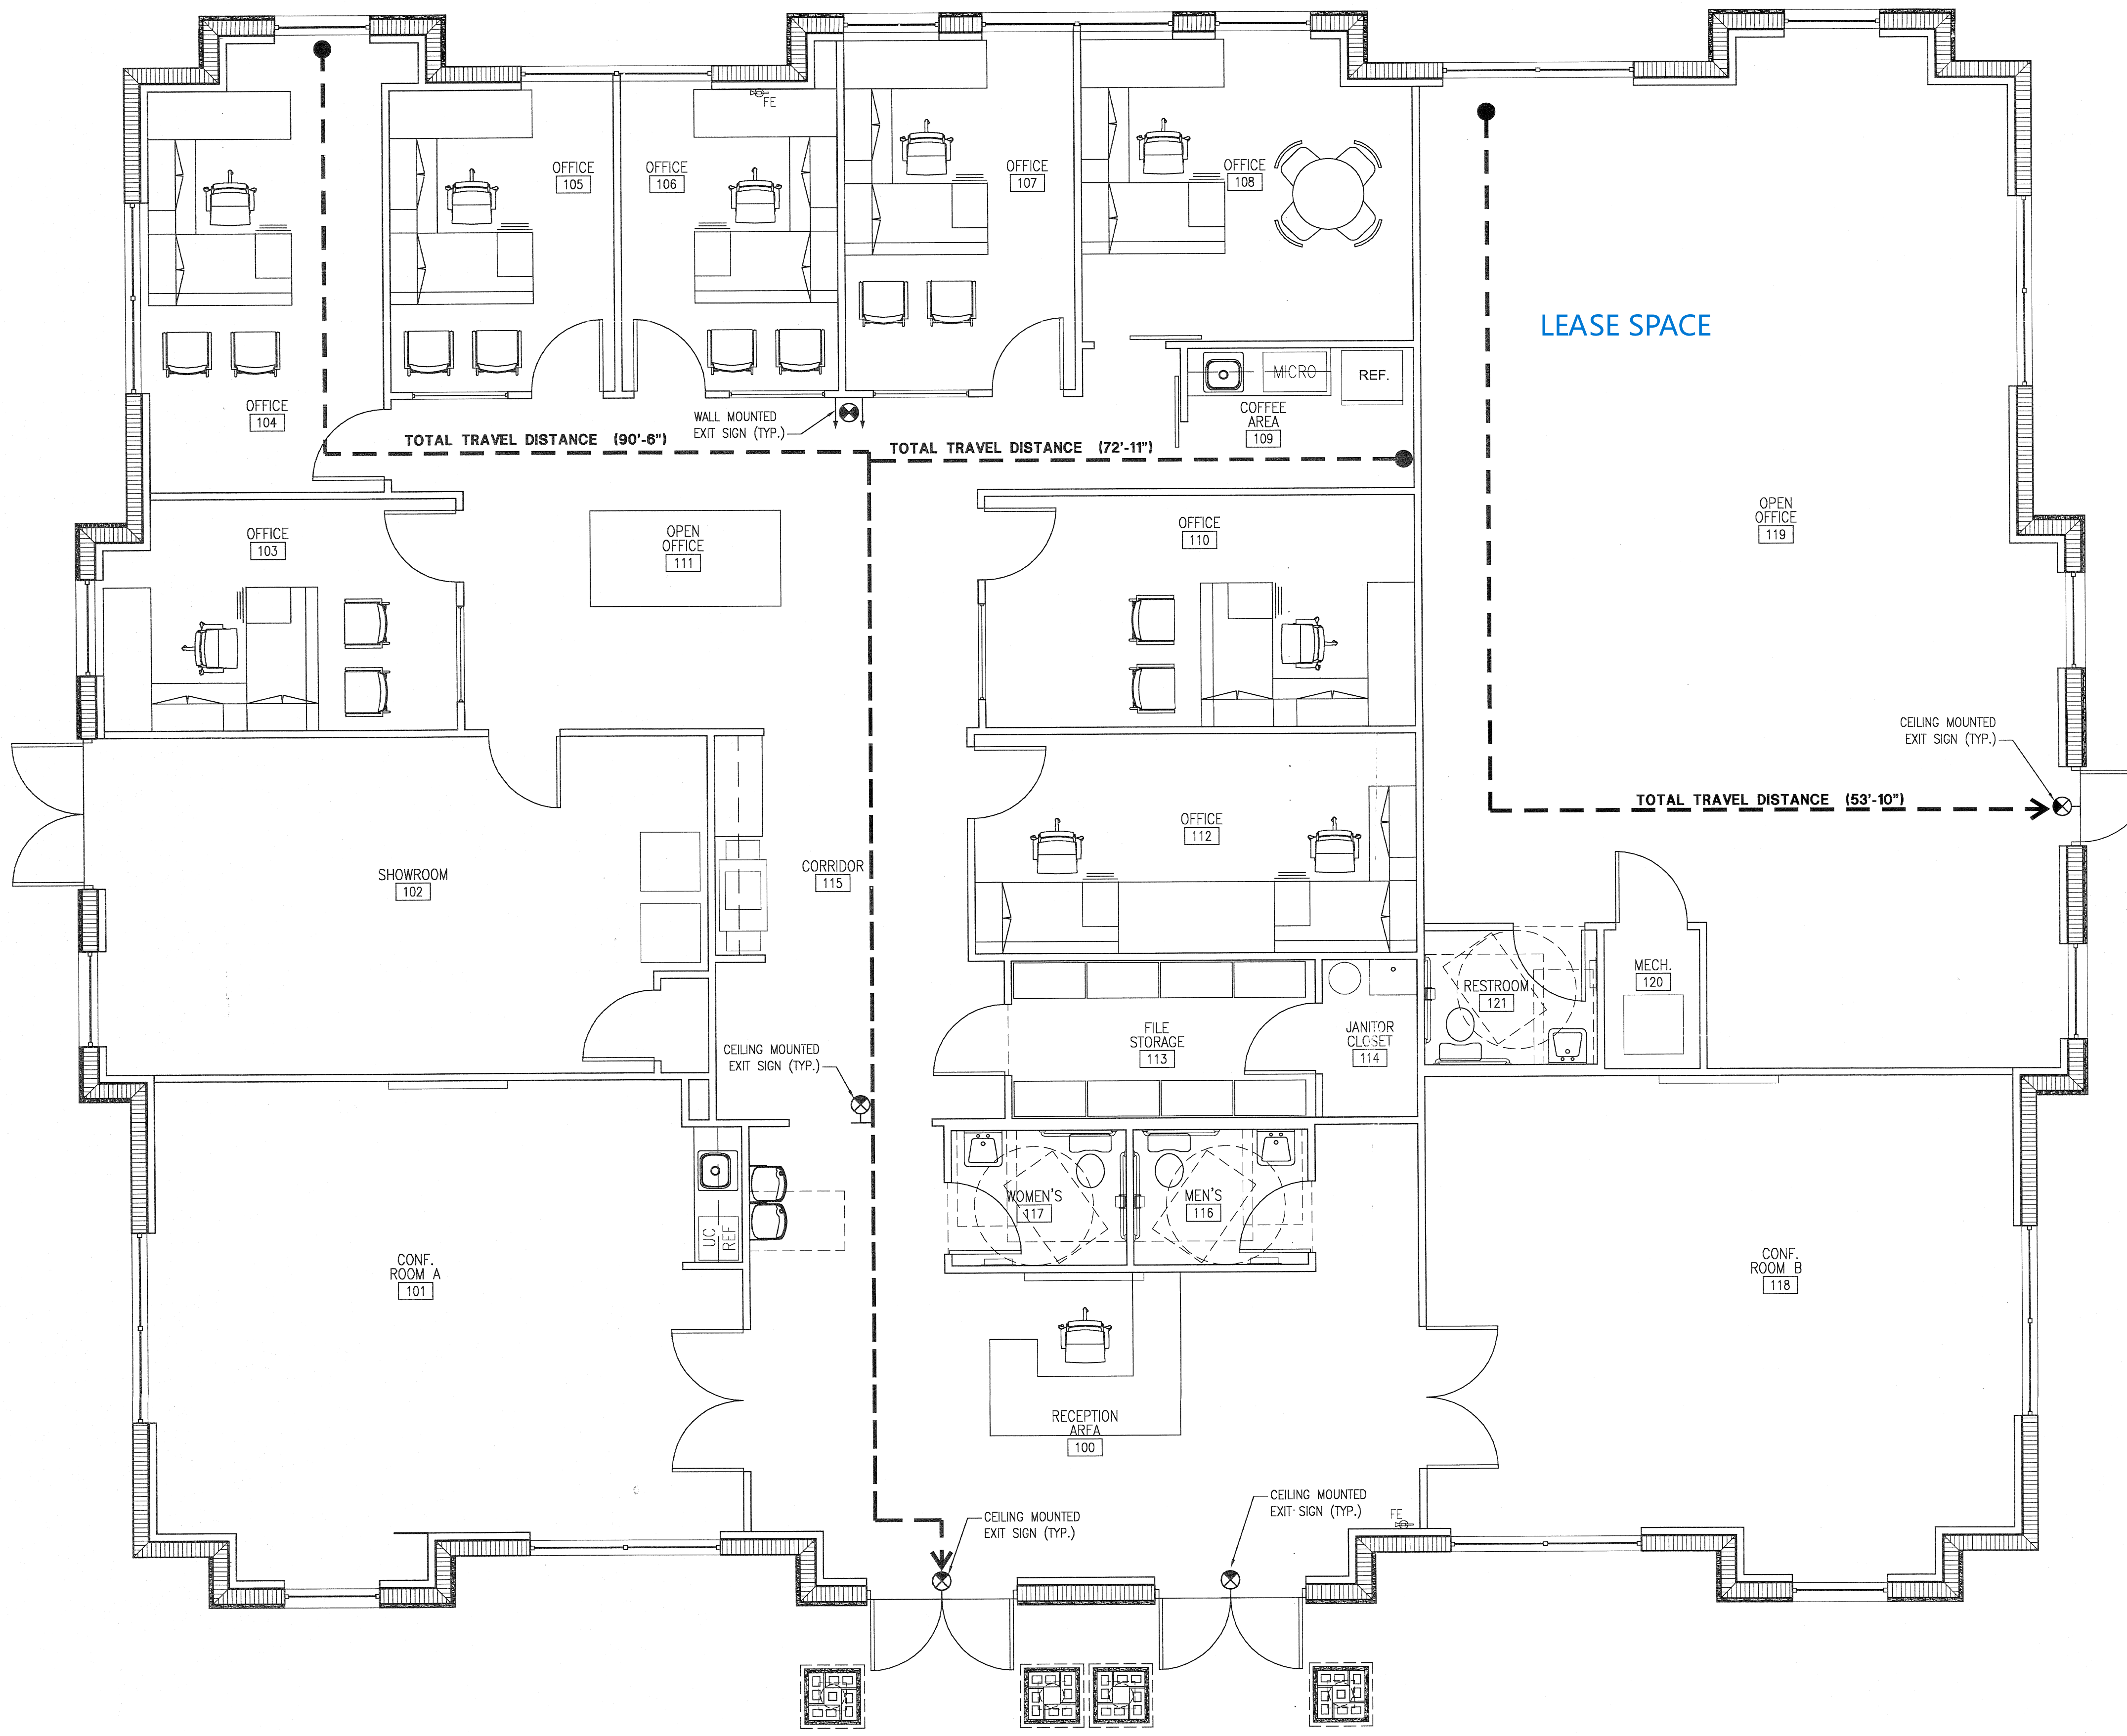 FE
OFFICE
105
OFFICE
106
OFFICE
107
OFFICE
108
LEASE SPACE
MICRO
REF.
OFFICE
104
WALL MOUNTED
EXIT SIGN (TYP.)
COFFEE
AREA
109
TOTAL TRAVEL DISTANCE (90'-6")
TOTAL TRAVEL DISTANCE (72'-11")
OFFICE
103
OPEN
OFFICE
111
OFFICE
110
OPEN
OFFICE
119
CEILING MOUNTED
EXIT SIGN (TYP.)
TOTAL TRAVEL DISTANCE (53'-10")
OFFICE
112
SHOWROOM
102
CORRIDOR
115
MECH.
120
RESTROOM
121
FILE
STORAGE
113
JANITOR
CLOSET
114
CEILING MOUNTED
EXIT SIGN (TYP.)
WOMEN'S
117
MEN'S
116
UC
REF
CONF.
ROOM A
101
CONF.
ROOM B
118
RECEPTION
AREA
100
CEILING MOUNTED
EXIT SIGN (TYP.)
CEILING MOUNTED
EXIT SIGN (TYP.)
FE